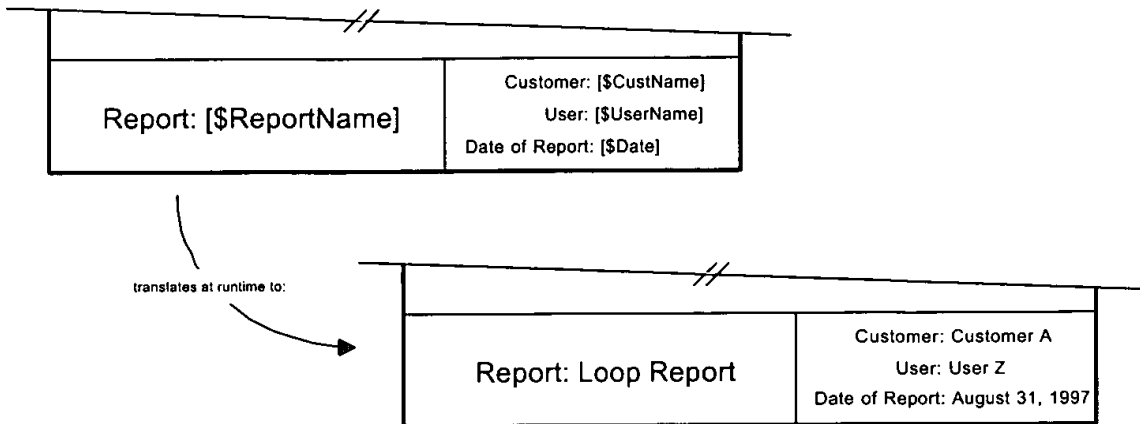 Report: [$ReportName]
Customer: [$CustName]
User: [$UserName]
Date of Report: [$Date]
translates at runtime to:
Report: Loop Report
Customer: Customer A
User: User Z
Date of Report: August 31, 1997